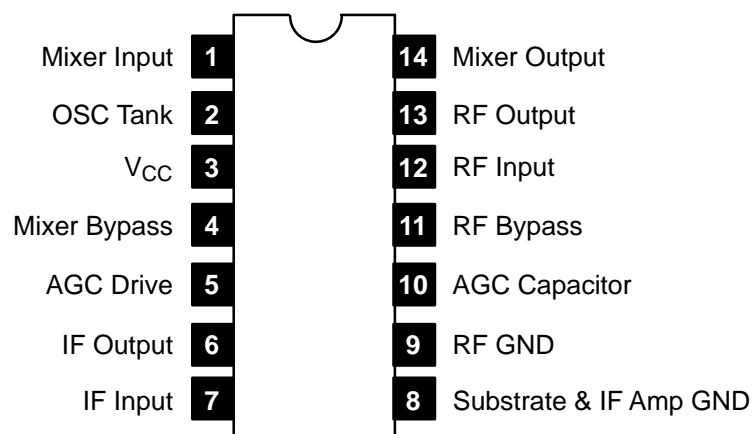 Mixer Input 1 14 Mixer Output
OSC Tank 2 13 RF Output
VCC 3 12 RF Input
Mixer Bypass 4 11 RF Bypass
AGC Drive 5 10 AGC Capacitor
IF Output 6 9 RF GND
IF Input 7 8 Substrate & IF Amp GND